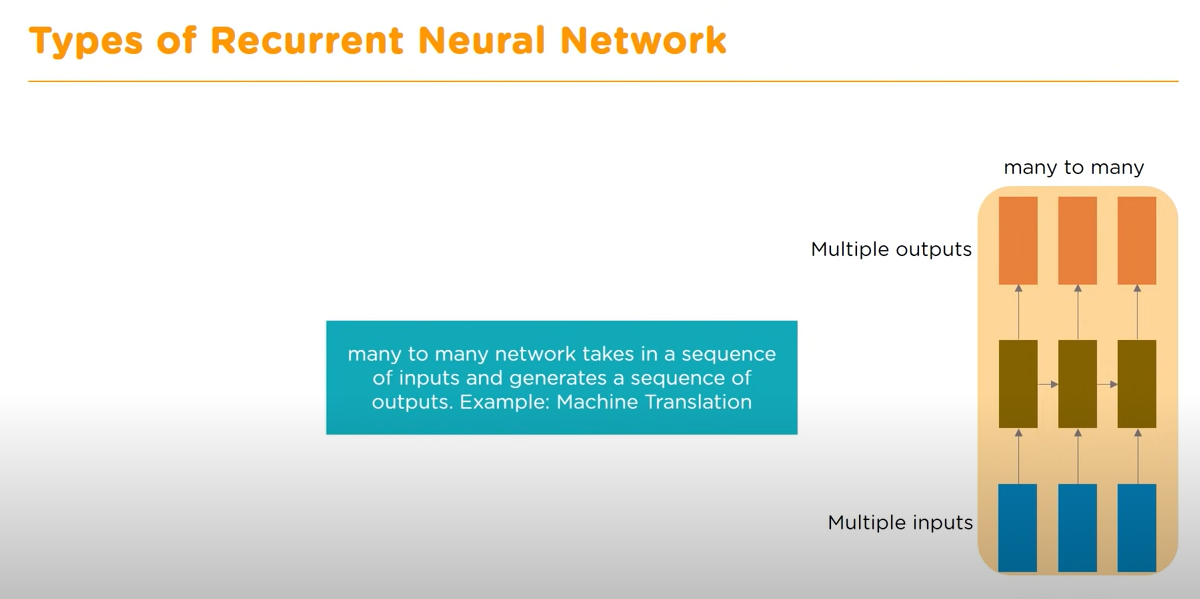 Types of Recurrent Neural Network
many to many
Multiple outputs
many to many network takes in a sequence
of inputs and generates a sequence of
outputs. Example: Machine Translation
Multiple inputs